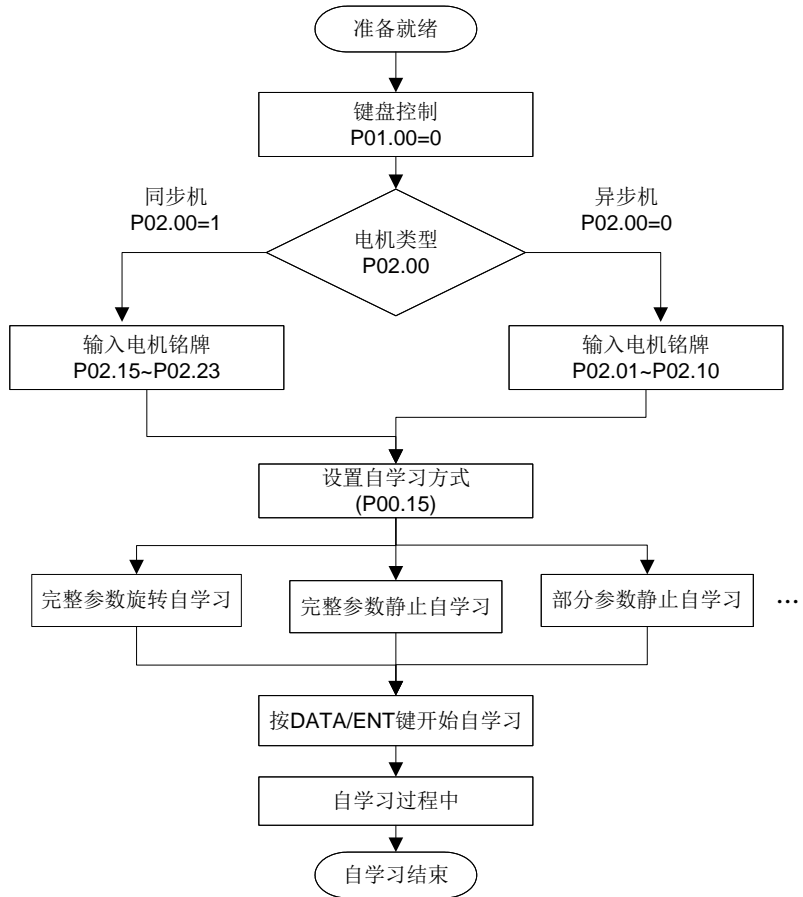 准备就绪
键盘控制
P01.00=0
同步机
P02.00=1
异步机
P02.00=0
电机类型
P02.00
输入电机铭牌
P02.15~P02.23
输入电机铭牌
P02.01~P02.10
设置自学习方式
(P00.15)
完整参数旋转自学习
完整参数静止自学习
部分参数静止自学习
…
按DATA/ENT键开始自学习
自学习过程中
自学习结束